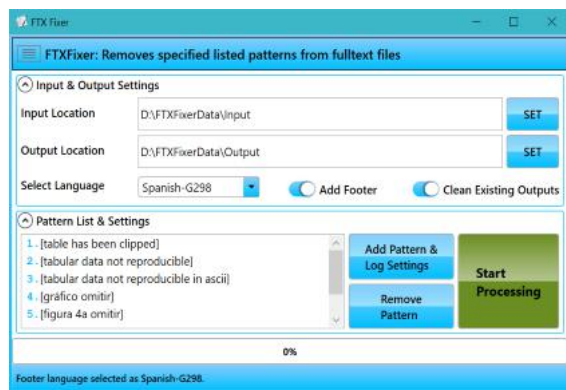 FTX Fixer
FTXFixer: Removes specified listed patterns from fulltext files
Input & Output Settings
Input Location D:\FTXFixerData\Input SET
Output Location D:\FTXFixerData\Output SET
Select Language Spanish-G298 Add Footer Clean Existing Outputs
Pattern List & Settings
1. [table has been clipped]
2. [tabular data not reproducible]
3. [tabular data not reproducible in ascii]
4. [gráfico omitir]
5. [figura 4a omitir]
Add Pattern &
Log Settings
Remove
Pattern
Start
Processing
0%
Footer language selected as Spanish-G298.